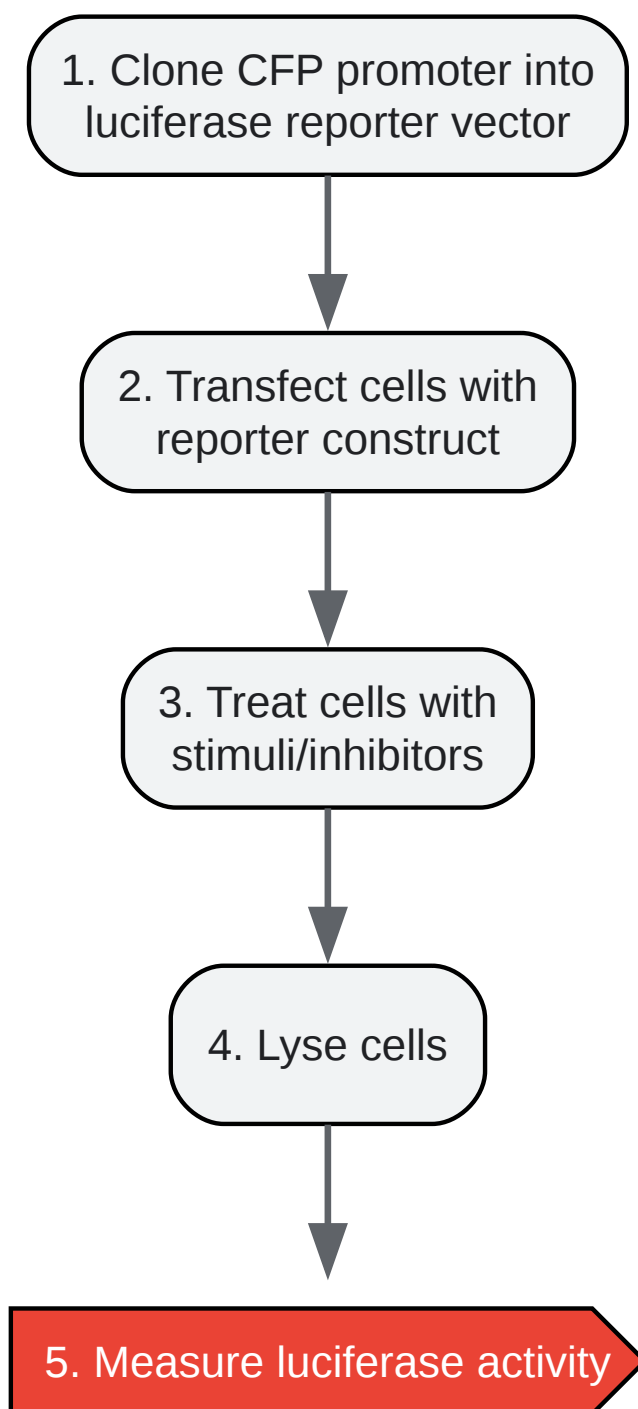 1. Clone CFP promoter into
luciferase reporter vector
2. Transfect cells with
reporter construct
3. Treat cells with
stimuli/inhibitors
4. Lyse cells
5. Measure luciferase activity